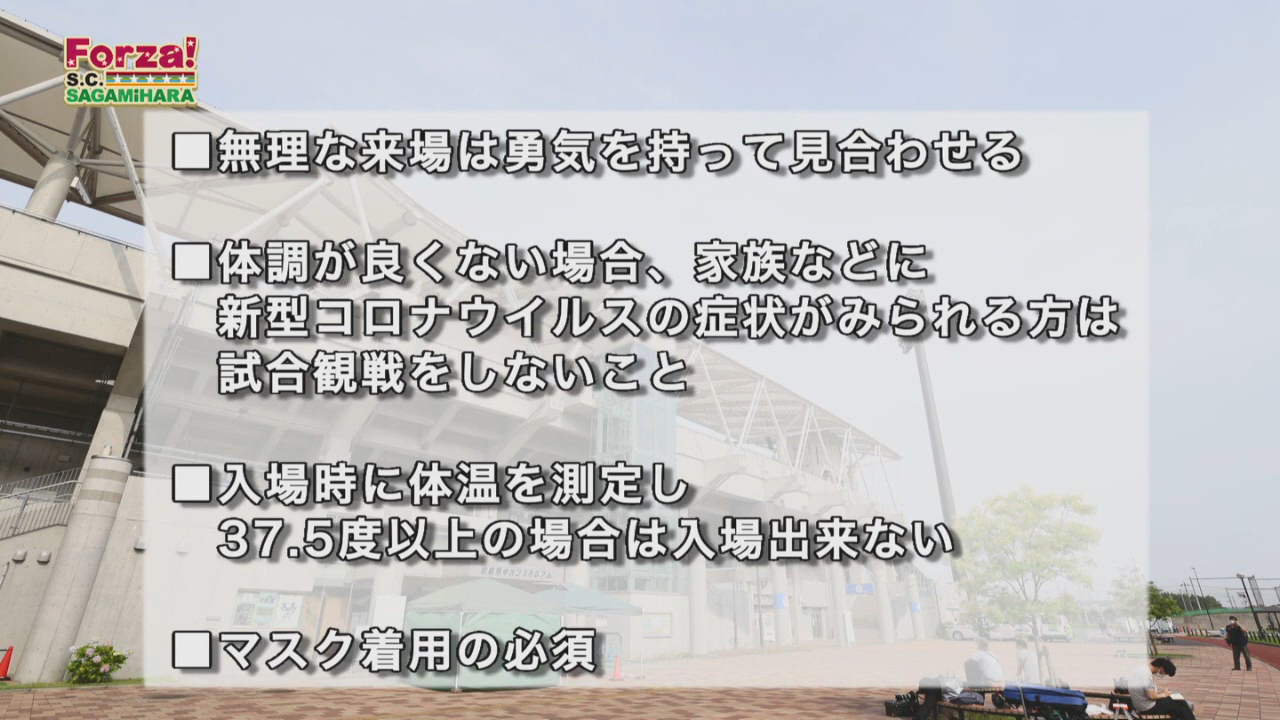 Forza!
S.C.
SAGAMiHARA
■無理な来場は勇気を持って見合わせる
■体調が良くない場合、家族などに
新型コロナウイルスの症状がみられる方は
試合観戦をしないこと
■入場時に体温を測定し
37.5度以上の場合は入場出来ない
■マスク着用の必須